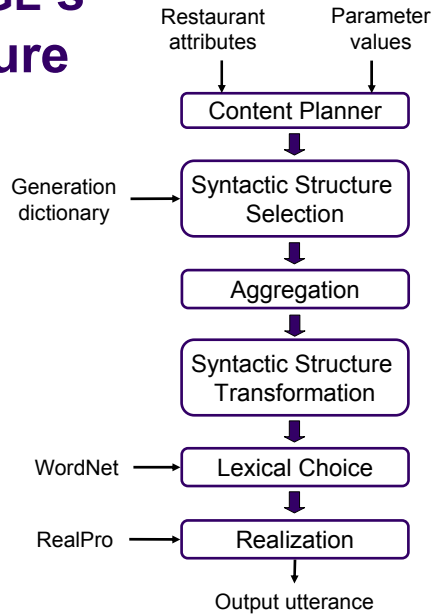 GE's
ure
Restaurant attributes
Parameter values
Content Planner
Generation dictionary
Syntactic Structure Selection
Aggregation
Syntactic Structure Transformation
WordNet
Lexical Choice
RealPro
Realization
Output utterance